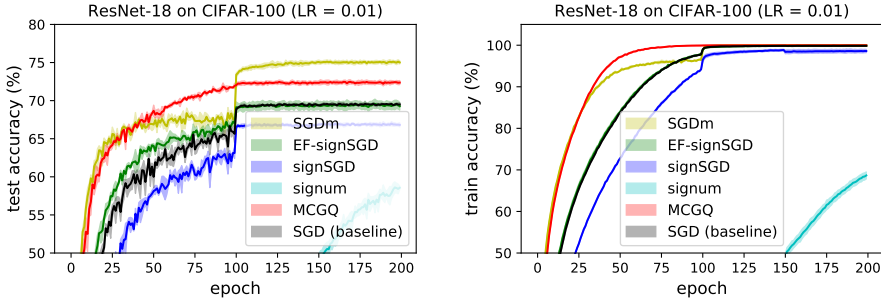 ResNet-18 on CIFAR-100 (LR = 0.01)
80
75
70
65
60
55
50
test accuracy (%)
0
25
50
75
100
125
150
175
200
epoch
SGDm
EF-signSGD
signSGD
signum
MCGQ
SGD (baseline)
ResNet-18 on CIFAR-100 (LR = 0.01)
100
90
80
70
60
50
train accuracy (%)
0
25
50
75
100
125
150
175
200
epoch
SGDm
EF-signSGD
signSGD
signum
MCGQ
SGD (baseline)